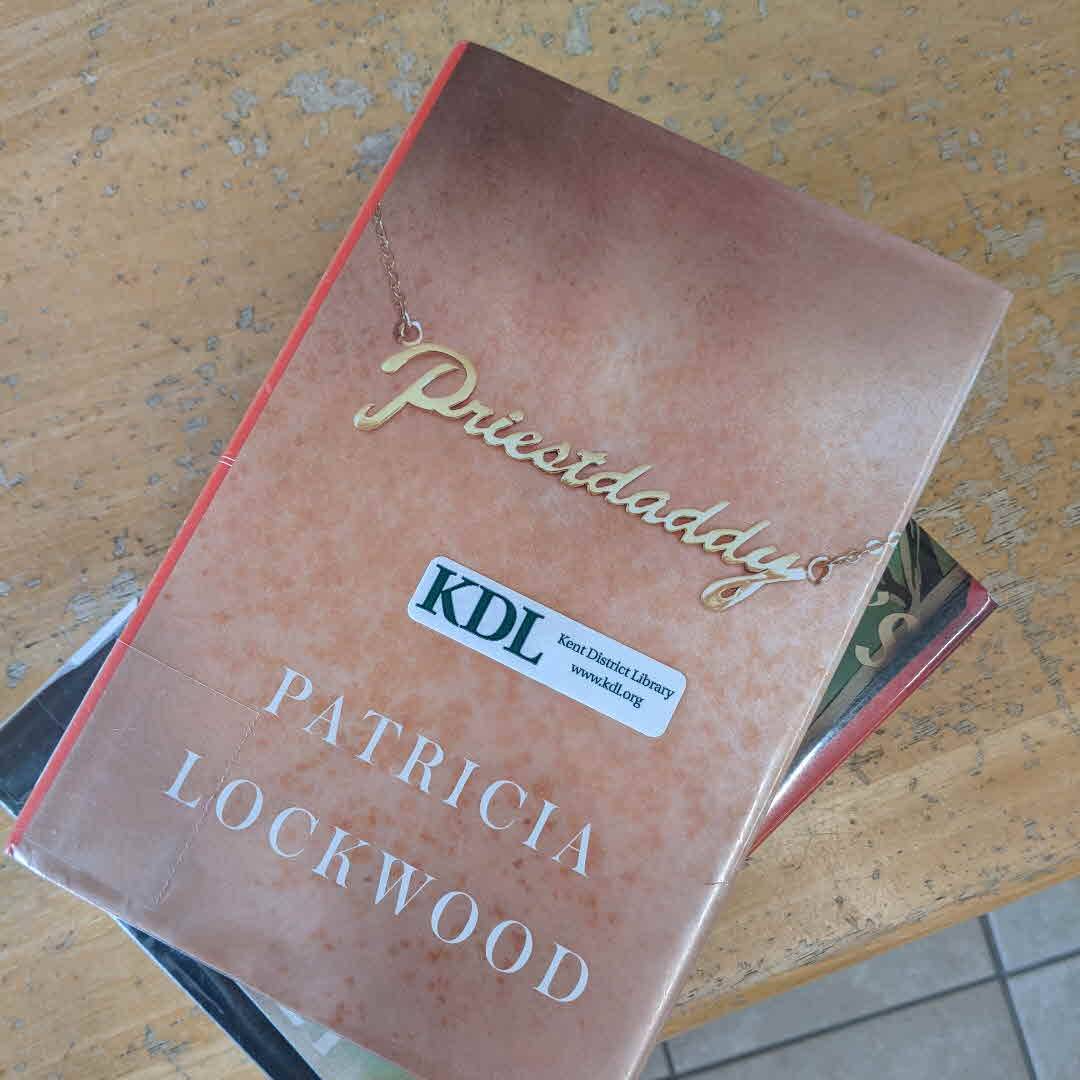 Priestdaddy
KDL
Kent District Library
www.kdl.org
PATRICIA
LOCKWOOD